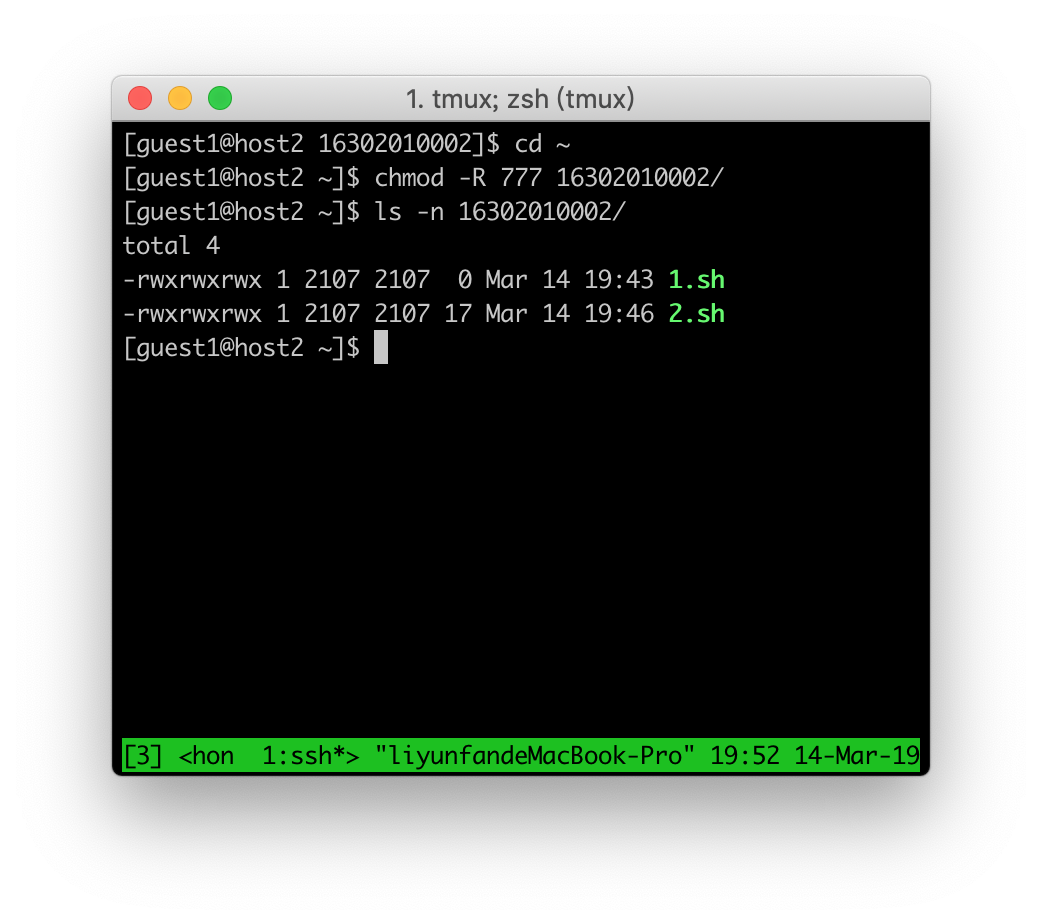 1. tmux; zsh (tmux)
[guest1@host2 16302010002]$ cd ~
[guest1@host2 ~]$ chmod -R 777 16302010002/
[guest1@host2 ~]$ ls -n 16302010002/
total 4
-rwxrwxrwx 1 2107 2107  0 Mar 14 19:43 1.sh
-rwxrwxrwx 1 2107 2107 17 Mar 14 19:46 2.sh
[guest1@host2 ~]$
[3] <hon  1:ssh*> "liyunfandeMacBook-Pro" 19:52 14-Mar-19